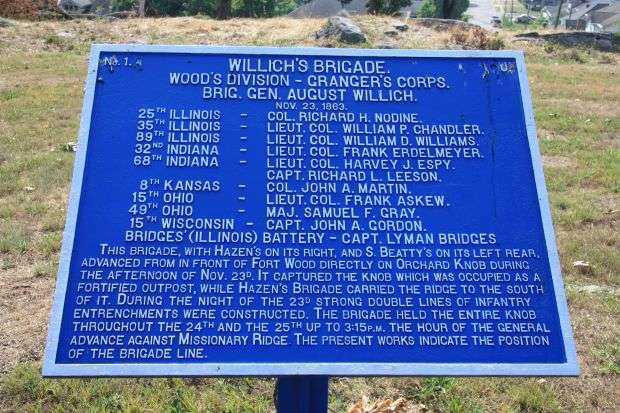 No. 1. A
WILLICH'S BRIGADE.
WOOD'S DIVISION - GRANGER'S CORPS.
BRIG. GEN. AUGUST WILLICH.
NOV. 23, 1863.
25TH ILLINOIS - COL. RICHARD H. NODINE.
35TH ILLINOIS - LIEUT. COL. WILLIAM P. CHANDLER.
89TH ILLINOIS - LIEUT. COL. WILLIAM D. WILLIAMS.
32ND INDIANA - LIEUT. COL. FRANK ERDELMEYER.
68TH INDIANA - LIEUT. COL. HARVEY J. ESPY.
CAPT. RICHARD L. LEESON.
8TH KANSAS - COL. JOHN A. MARTIN.
15TH OHIO - LIEUT. COL. FRANK ASKEW.
49TH OHIO - MAJ. SAMUEL F. GRAY.
15TH WISCONSIN - CAPT. JOHN A. GORDON.
BRIDGES' (ILLINOIS) BATTERY - CAPT. LYMAN BRIDGES.
THIS BRIGADE, WITH HAZEN'S ON ITS RIGHT, AND S. BEATTY'S ON ITS LEFT REAR,
ADVANCED FROM IN FRONT OF FORT WOOD DIRECTLY ON ORCHARD KNOB DURING
THE AFTERNOON OF NOV. 23D. IT CAPTURED THE KNOB WHICH WAS OCCUPIED AS A
FORTIFIED OUTPOST, WHILE HAZEN'S BRIGADE CARRIED THE RIDGE TO THE SOUTH
OF IT. DURING THE NIGHT OF THE 23D STRONG DOUBLE LINES OF INFANTRY
ENTRENCHMENTS WERE CONSTRUCTED. THE BRIGADE HELD THE ENTIRE KNOB
THROUGHOUT THE 24TH AND THE 25TH UP TO 3:15 P.M. THE HOUR OF THE GENERAL
ADVANCE AGAINST MISSIONARY RIDGE. THE PRESENT WORKS INDICATE THE POSITION
OF THE BRIGADE LINE.